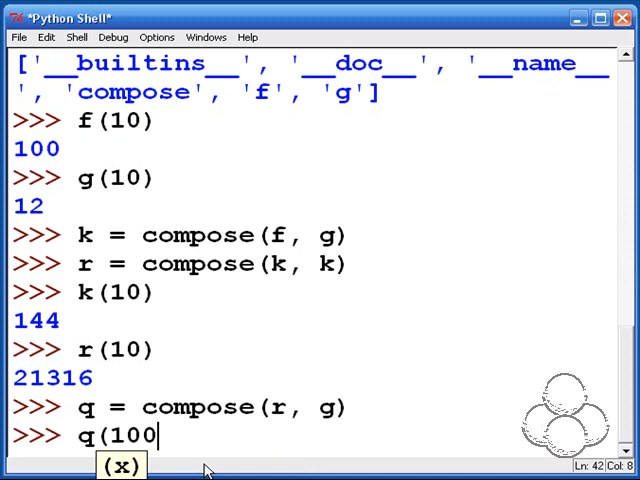 *Python Shell*
File Edit Shell Debug Options Windows Help
['__builtins__', '__doc__', '__name__
', 'compose', 'f', 'g']
>>> f(10)
100
>>> g(10)
12
>>> k = compose(f, g)
>>> r = compose(k, k)
>>> k(10)
144
>>> r(10)
21316
>>> q = compose(r, g)
>>> q(100
(x)
Ln: 42 Col: 8